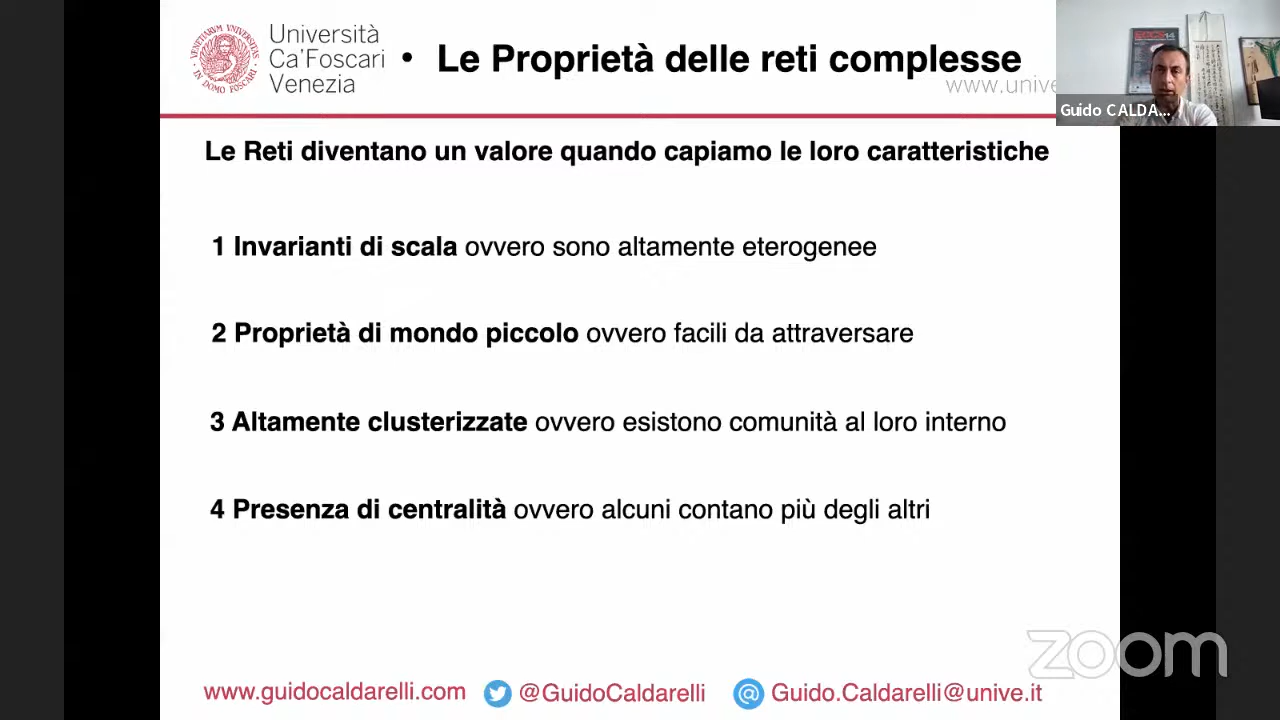 Università
Ca'Foscari
Venezia
• Le Proprietà delle reti complesse
www.unive
Guido CALDA...
Le Reti diventano un valore quando capiamo le loro caratteristiche
1 Invarianti di scala ovvero sono altamente eterogenee
2 Proprietà di mondo piccolo ovvero facili da attraversare
3 Altamente clusterizzate ovvero esistono comunità al loro interno
4 Presenza di centralità ovvero alcuni contano più degli altri
zoom
www.guidocaldarelli.com @GuidoCaldarelli @ Guido.Caldarelli@unive.it